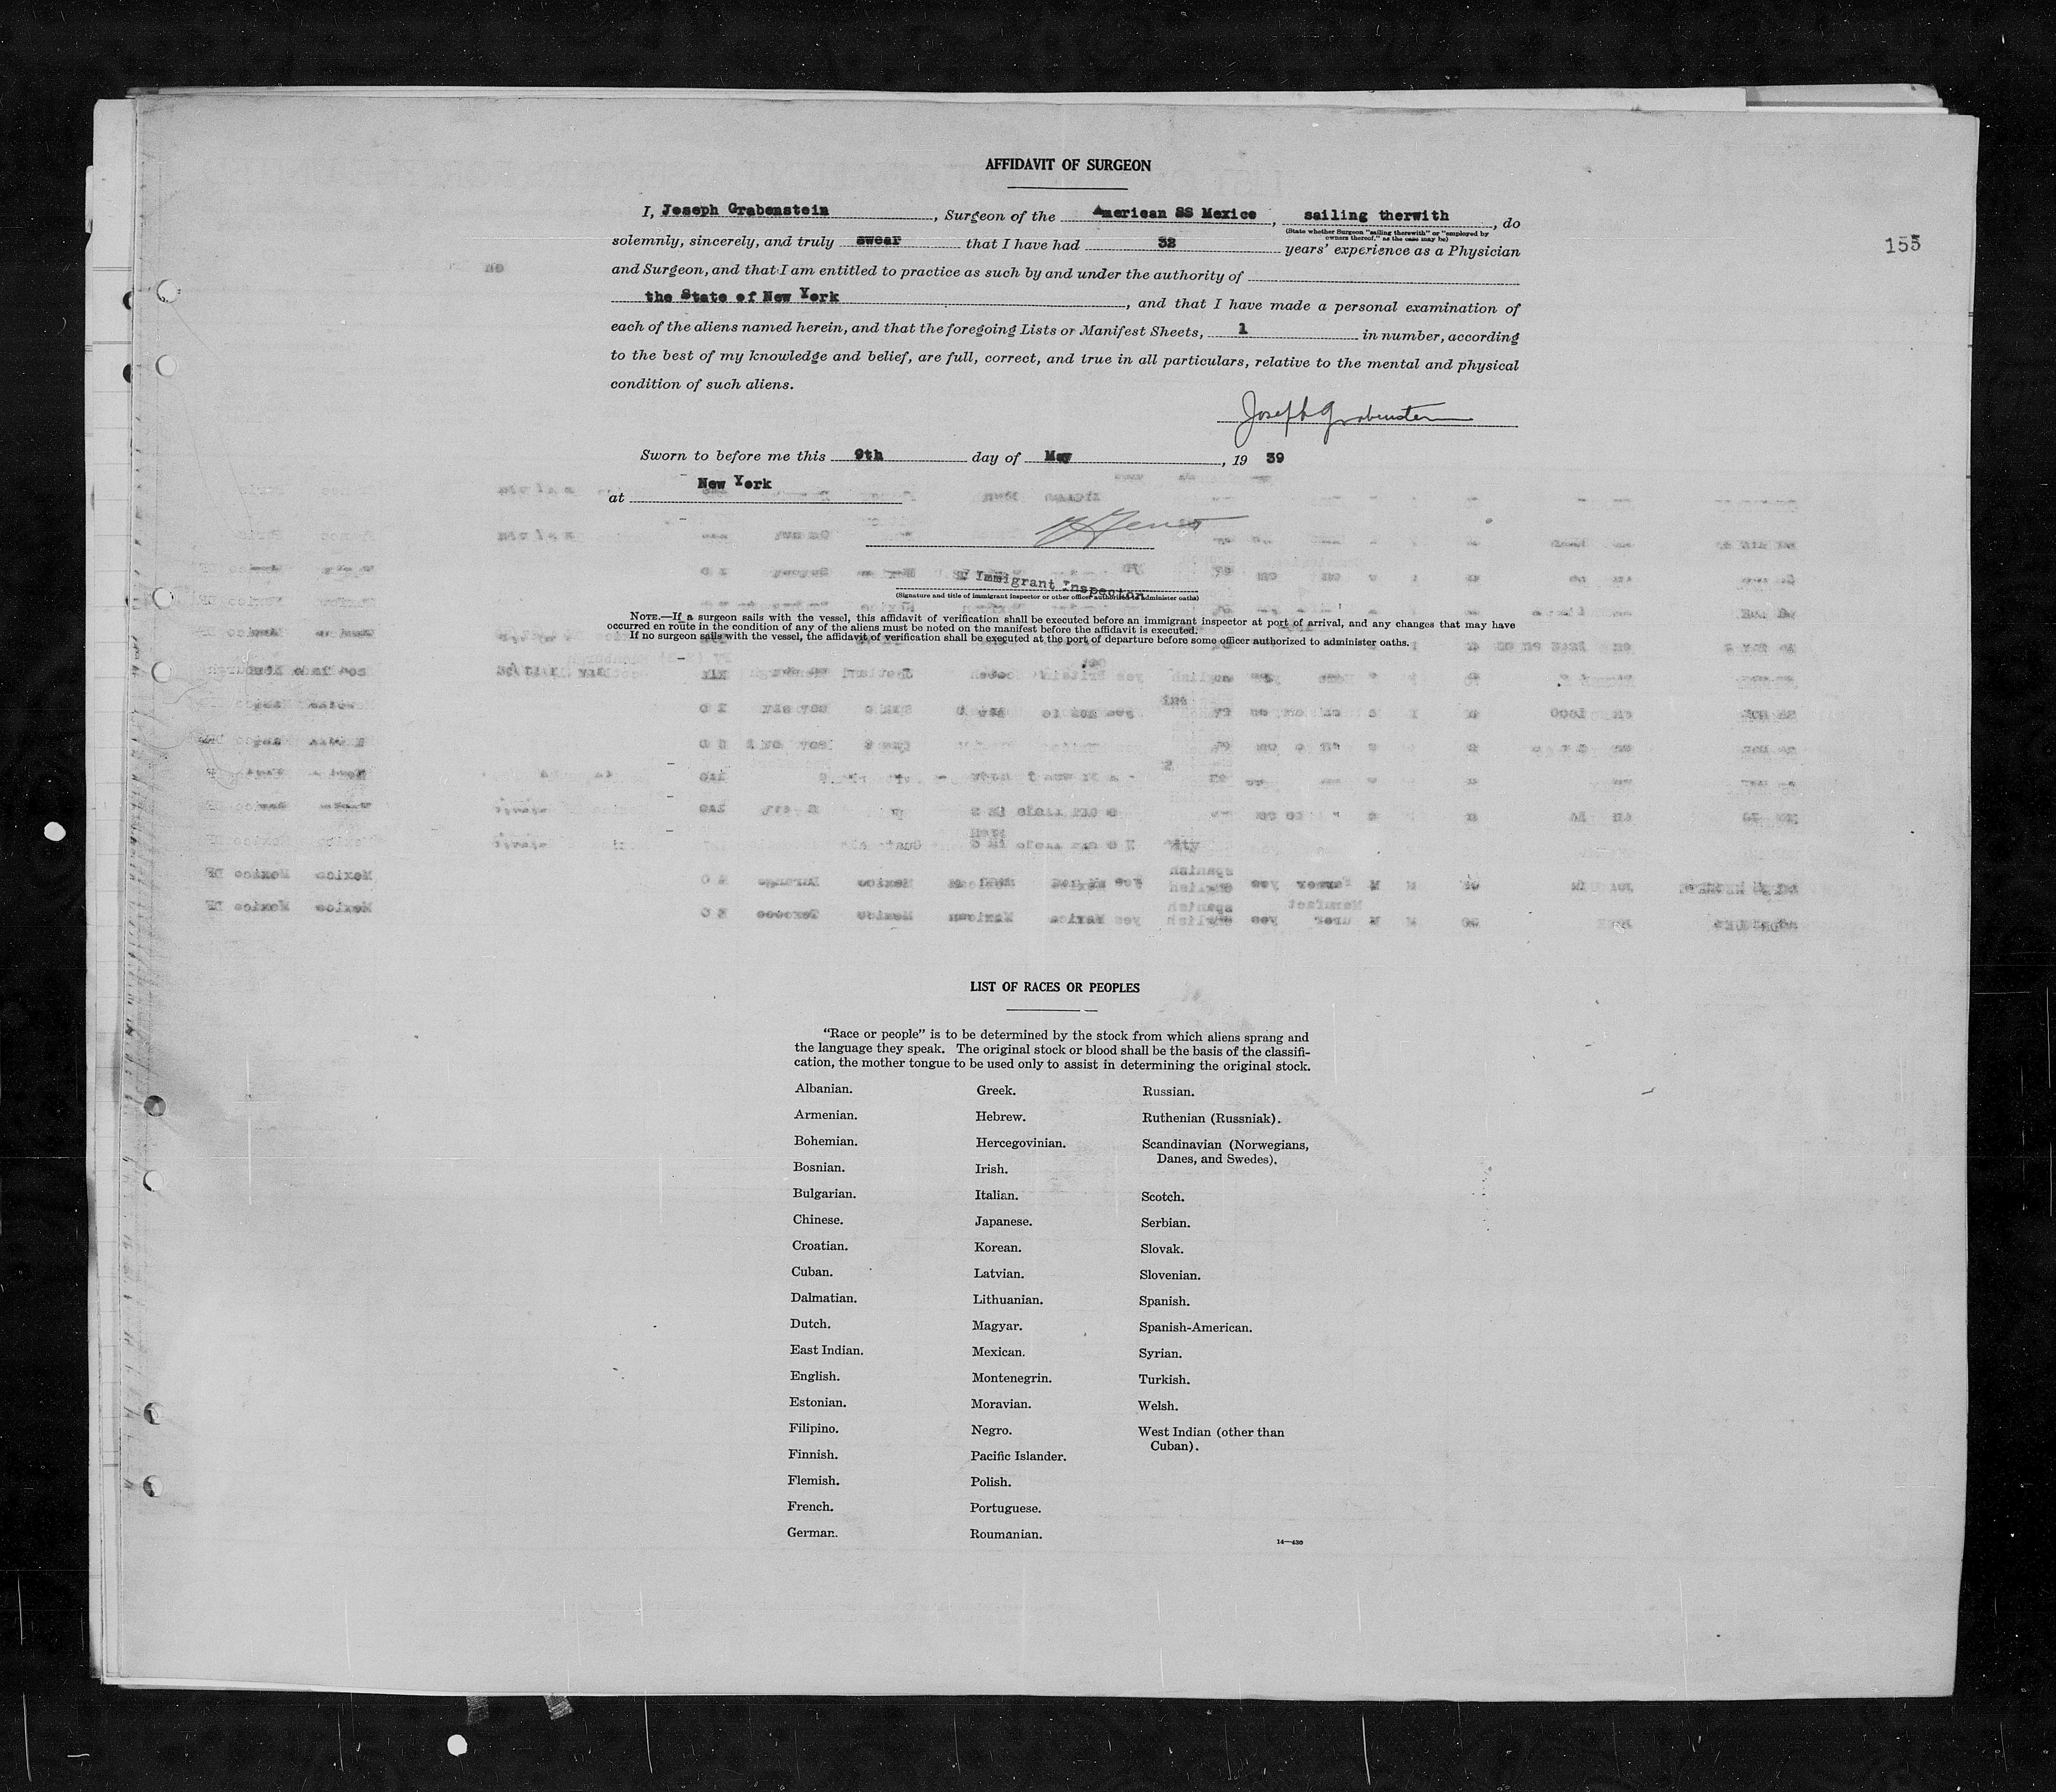 AFFIDAVIT OF SURGEON
155
I, Joseph Grabenstein, Surgeon of the American SS Mexico, sailing therwith, do
(State whether Surgeon "sailing therewith" or "employed by owners thereof," as the case may be)
solemnly, sincerely, and truly swear that I have had 32 years' experience as a Physician
and Surgeon, and that I am entitled to practice as such by and under the authority of
the State of New York, and that I have made a personal examination of
each of the aliens named herein, and that the foregoing Lists or Manifest Sheets, 1 in number, according
to the best of my knowledge and belief, are full, correct, and true in all particulars, relative to the mental and physical
condition of such aliens.
Joseph Grabenstein
Sworn to before me this 9th day of May, 19 39
at New York
Immigrant Inspector
(Signature and title of immigrant inspector or other officer authorized to administer oaths)
NOTE.—If a surgeon sails with the vessel, this affidavit of verification shall be executed before an immigrant inspector at port of arrival, and any changes that may have
occurred en route in the condition of any of the aliens must be noted on the manifest before the affidavit is executed.
If no surgeon sails with the vessel, the affidavit of verification shall be executed at the port of departure before some officer authorized to administer oaths.
LIST OF RACES OR PEOPLES
"Race or people" is to be determined by the stock from which aliens sprang and
the language they speak. The original stock or blood shall be the basis of the classifi-
cation, the mother tongue to be used only to assist in determining the original stock.
Albanian.
Armenian.
Bohemian.
Bosnian.
Bulgarian.
Chinese.
Croatian.
Cuban.
Dalmatian.
Dutch.
East Indian.
English.
Estonian.
Filipino.
Finnish.
Flemish.
French.
German.
Greek.
Hebrew.
Hercegovinian.
Irish.
Italian.
Japanese.
Korean.
Latvian.
Lithuanian.
Magyar.
Mexican.
Montenegrin.
Moravian.
Negro.
Pacific Islander.
Polish.
Portuguese.
Roumanian.
Russian.
Ruthenian (Russniak).
Scandinavian (Norwegians,
Danes, and Swedes).
Scotch.
Serbian.
Slovak.
Slovenian.
Spanish.
Spanish-American.
Syrian.
Turkish.
Welsh.
West Indian (other than
Cuban).
14—430